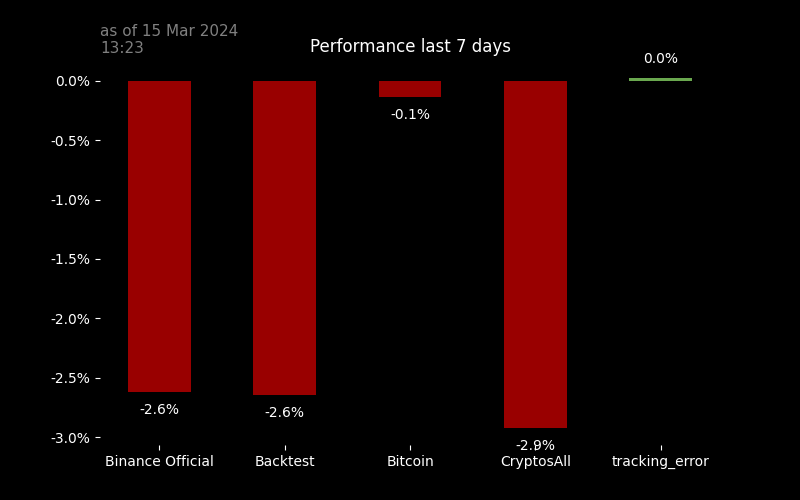 as of 15 Mar 2024
13:23
Performance last 7 days
0.0%
0.0%
-0.1%
-0.5%
-1.0%
-1.5%
-2.0%
-2.5%
-2.6%
-2.6%
-2.9%
-3.0%
Binance Official
Backtest
Bitcoin
CryptosAll
tracking_error